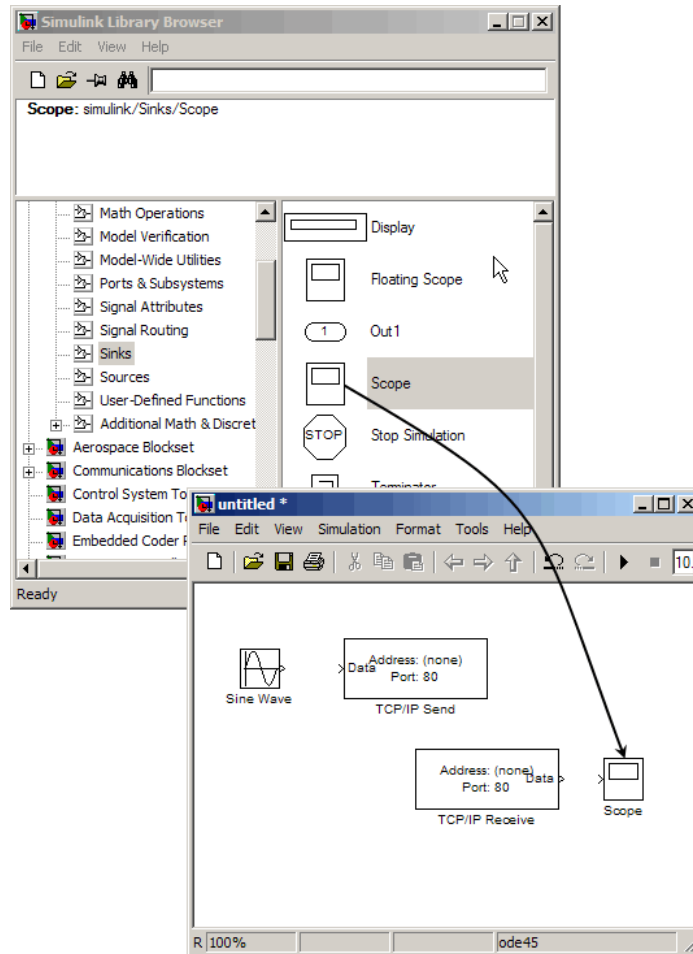 Simulink Library Browser
File Edit View Help
Scope: simulink/Sinks/Scope
Math Operations
Model Verification
Model-Wide Utilities
Ports & Subsystems
Signal Attributes
Signal Routing
Sinks
Sources
User-Defined Functions
Additional Math & Discret
Aerospace Blockset
Communications Blockset
Control System To
Data Acquisition T
Embedded Coder
Display
Floating Scope
1 Out1
Scope
STOP Stop Simulation
Terminator
Ready
untitled *
File Edit View Simulation Format Tools Help
10.
Sine Wave
Data
Address: (none)
Port: 80
TCP/IP Send
Address: (none)
Port: 80
Data
TCP/IP Receive
Scope
R 100% ode45